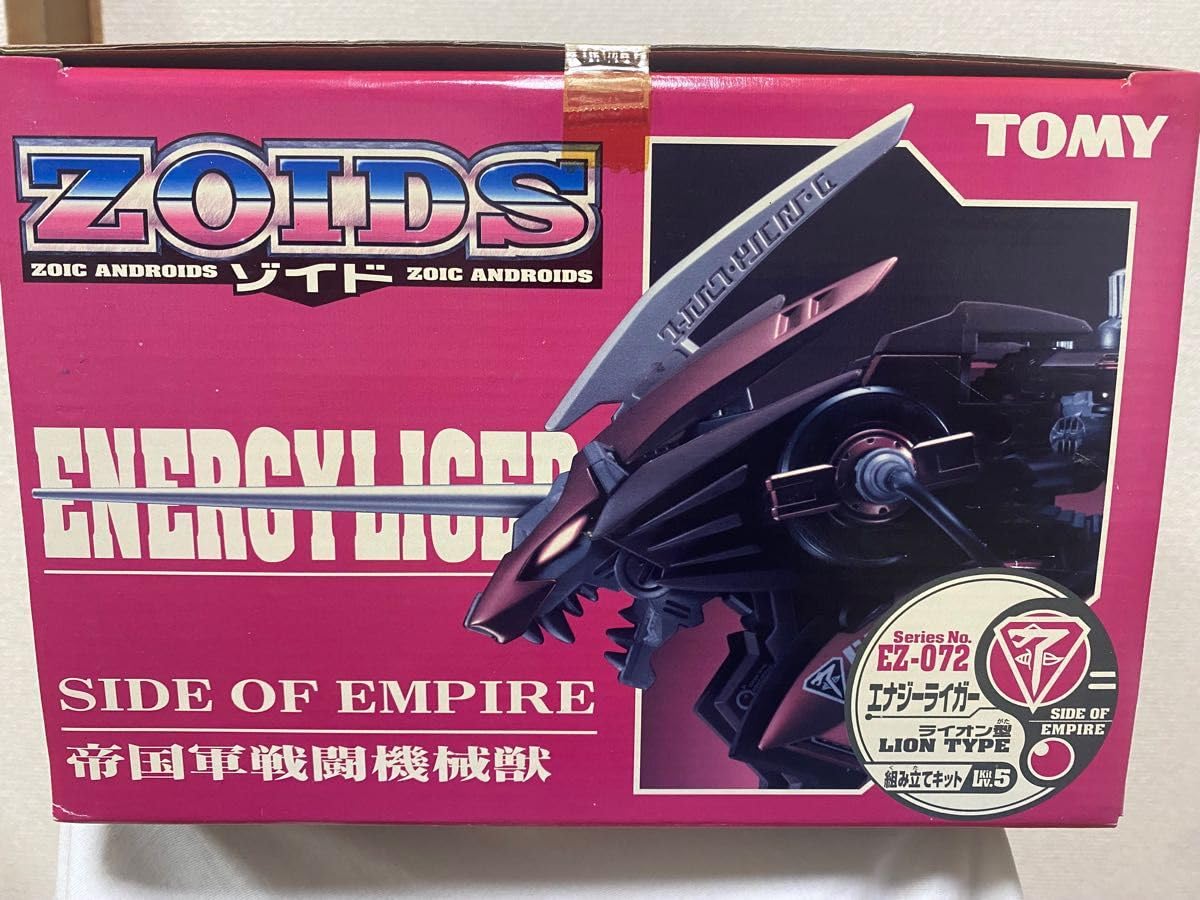 TOMY
ZOIDS
ZOIC ANDROIDS ゾイド ZOIC ANDROIDS
ENERGYLIGER
SIDE OF EMPIRE
帝国軍戦闘機械獣
Series No.
EZ-072
エナジーライガー
ライオン型
がた
LION TYPE
組み立てキット Kit LV.5
SIDE OF
EMPIRE